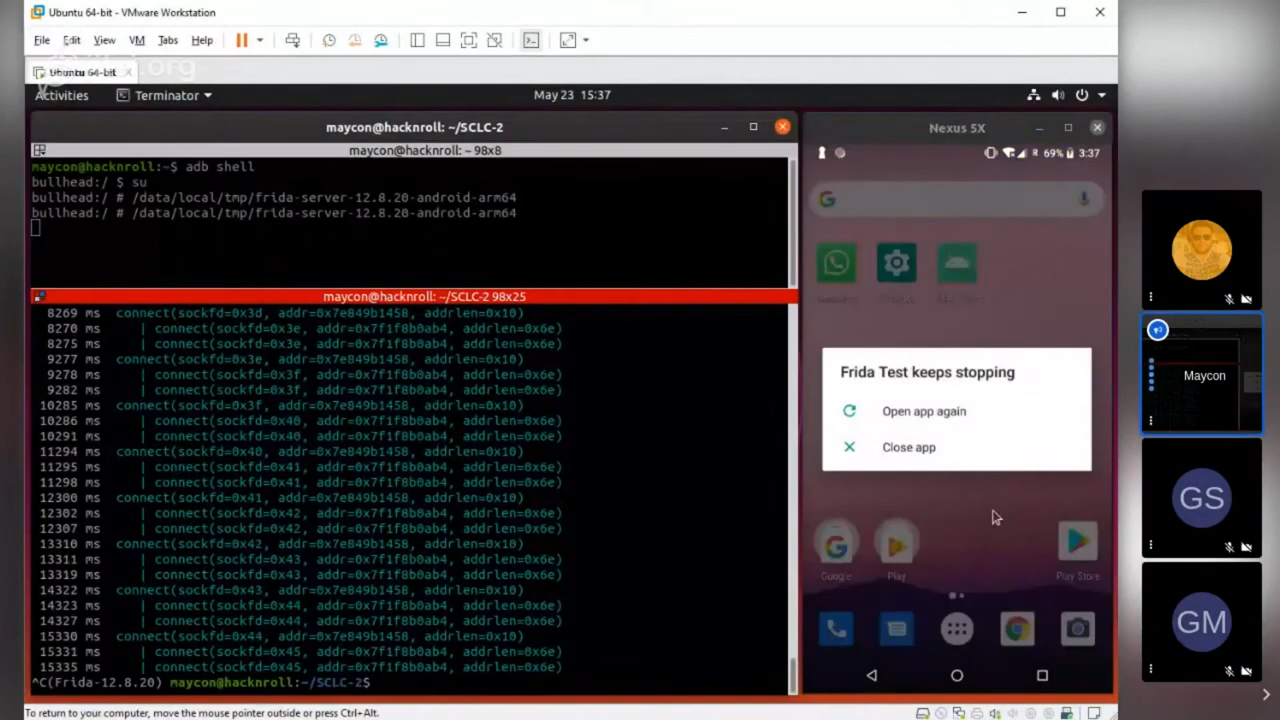 Ubuntu 64-bit - VMware Workstation
File Edit View VM Tabs Help
Ubuntu 64-bit
Activities Terminator May 23 15:37
maycon@hacknroll: ~/SCLC-2
maycon@hacknroll: ~ 98x8
maycon@hacknroll:~$ adb shell
bullhead:/ $ su
bullhead:/ # /data/local/tmp/frida-server-12.8.20-android-arm64
bullhead:/ # /data/local/tmp/frida-server-12.8.20-android-arm64
maycon@hacknroll: ~/SCLC-2 98x25
8269 ms connect(sockfd=0x3d, addr=0x7e849b1458, addrlen=0x10)
8270 ms | connect(sockfd=0x3e, addr=0x7f1f8b0ab4, addrlen=0x6e)
8275 ms | connect(sockfd=0x3e, addr=0x7f1f8b0ab4, addrlen=0x6e)
9277 ms connect(sockfd=0x3e, addr=0x7e849b1458, addrlen=0x10)
9278 ms | connect(sockfd=0x3f, addr=0x7f1f8b0ab4, addrlen=0x6e)
9282 ms | connect(sockfd=0x3f, addr=0x7f1f8b0ab4, addrlen=0x6e)
10285 ms connect(sockfd=0x3f, addr=0x7e849b1458, addrlen=0x10)
10286 ms | connect(sockfd=0x40, addr=0x7f1f8b0ab4, addrlen=0x6e)
10291 ms | connect(sockfd=0x40, addr=0x7f1f8b0ab4, addrlen=0x6e)
11294 ms connect(sockfd=0x40, addr=0x7e849b1458, addrlen=0x10)
11295 ms | connect(sockfd=0x41, addr=0x7f1f8b0ab4, addrlen=0x6e)
11298 ms | connect(sockfd=0x41, addr=0x7f1f8b0ab4, addrlen=0x6e)
12300 ms connect(sockfd=0x41, addr=0x7e849b1458, addrlen=0x10)
12302 ms | connect(sockfd=0x42, addr=0x7f1f8b0ab4, addrlen=0x6e)
12307 ms | connect(sockfd=0x42, addr=0x7f1f8b0ab4, addrlen=0x6e)
13310 ms connect(sockfd=0x42, addr=0x7e849b1458, addrlen=0x10)
13311 ms | connect(sockfd=0x43, addr=0x7f1f8b0ab4, addrlen=0x6e)
13319 ms | connect(sockfd=0x43, addr=0x7f1f8b0ab4, addrlen=0x6e)
14322 ms connect(sockfd=0x43, addr=0x7e849b1458, addrlen=0x10)
14323 ms | connect(sockfd=0x44, addr=0x7f1f8b0ab4, addrlen=0x6e)
14327 ms | connect(sockfd=0x44, addr=0x7f1f8b0ab4, addrlen=0x6e)
15330 ms connect(sockfd=0x44, addr=0x7e849b1458, addrlen=0x10)
15331 ms | connect(sockfd=0x45, addr=0x7f1f8b0ab4, addrlen=0x6e)
15335 ms | connect(sockfd=0x45, addr=0x7f1f8b0ab4, addrlen=0x6e)
^C(Frida-12.8.20) maycon@hacknroll:~/SCLC-2$
Nexus 5X
69% 3:37
Frida Test keeps stopping
Open app again
Close app
Google Play Play Store
Maycon
GS
GM
To return to your computer, move the mouse pointer outside or press Ctrl+Alt.